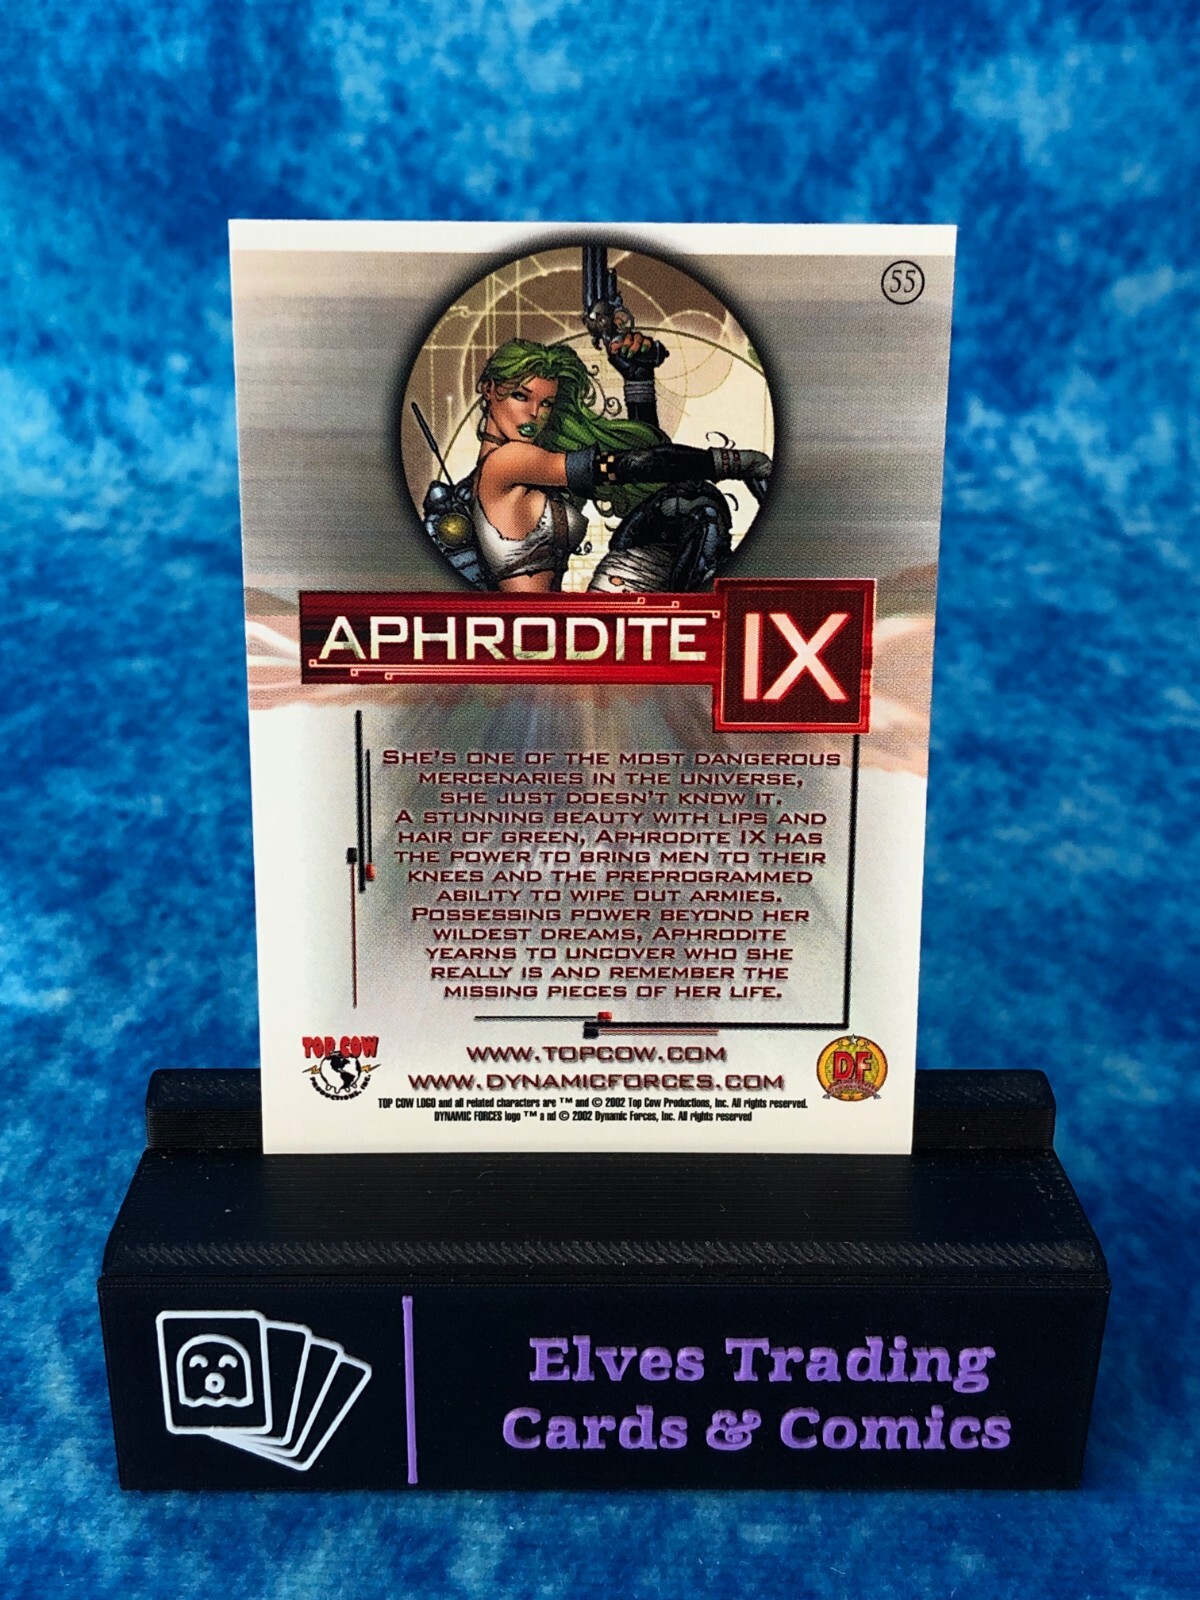 55
APHRODITE IX
SHE'S ONE OF THE MOST DANGEROUS
MERCENARIES IN THE UNIVERSE,
SHE JUST DOESN'T KNOW IT.
A STUNNING BEAUTY WITH LIPS AND
HAIR OF GREEN, APHRODITE IX HAS
THE POWER TO BRING MEN TO THEIR
KNEES AND THE PREPROGRAMMED
ABILITY TO WIPE OUT ARMIES.
POSSESSING POWER BEYOND HER
WILDEST DREAMS, APHRODITE
YEARNS TO UNCOVER WHO SHE
REALLY IS AND REMEMBER THE
MISSING PIECES OF HER LIFE.
TOP COW
PRODUCTIONS, INC.
WWW.TOPCOW.COM
WWW.DYNAMICFORCES.COM
DF
TOP COW LOGO and all related characters are ™ and © 2002 Top Cow Productions, Inc. All rights reserved.
DYNAMIC FORCES logo ™ a nd © 2002 Dynamic Forces, Inc. All rights reserved
Elves Trading
Cards & Comics